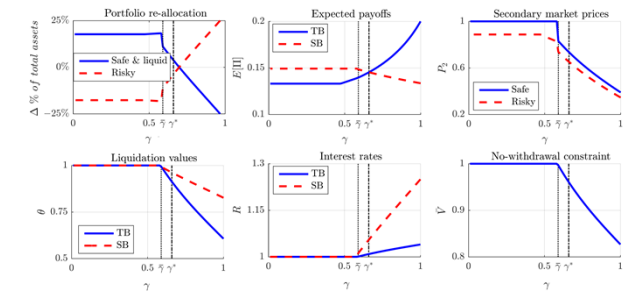 Portfolio re-allocation
Δ % of total assets
25%
0%
-25%
Safe & liquid
Risky
0.5 γ̄ γ* 1
γ
Expected payoffs
E[Π]
0.2
0.15
0.1
TB
SB
0 0.5 γ̄ γ* 1
γ
Secondary market prices
P₂
1
0.6
0.2
Safe
Risky
0 0.5 γ̄ γ* 1
γ
Liquidation values
θ
1
0.75
0.5
TB
SB
0 0.5 γ̄ γ* 1
γ
Interest rates
R
1.3
1.15
1
TB
SB
0 0.5 γ̄ γ* 1
γ
No-withdrawal constraint
V̄
1
0.9
0.8
0 0.5 γ̄ γ* 1
γ